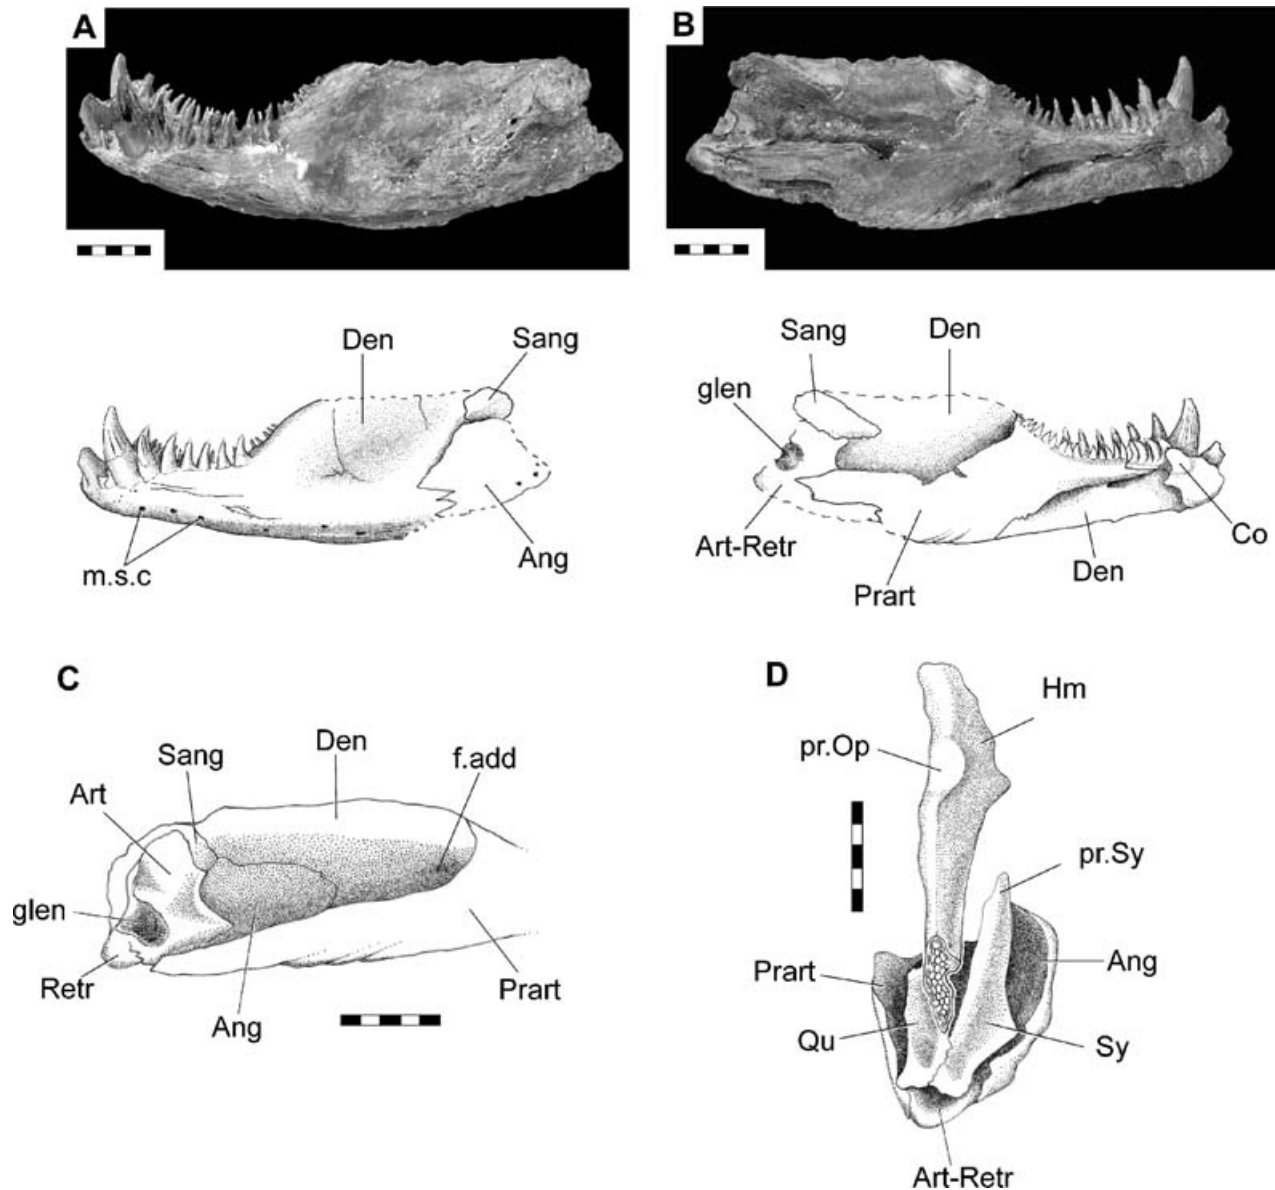 A
B
Den
Sang
m.s.c
Ang
Sang
Den
glen
Art-Retr
Prart
Den
Co
C
Sang
Den
f.add
Art
glen
Retr
Ang
Prart
D
Hm
pr.Op
pr.Sy
Prart
Ang
Qu
Sy
Art-Retr